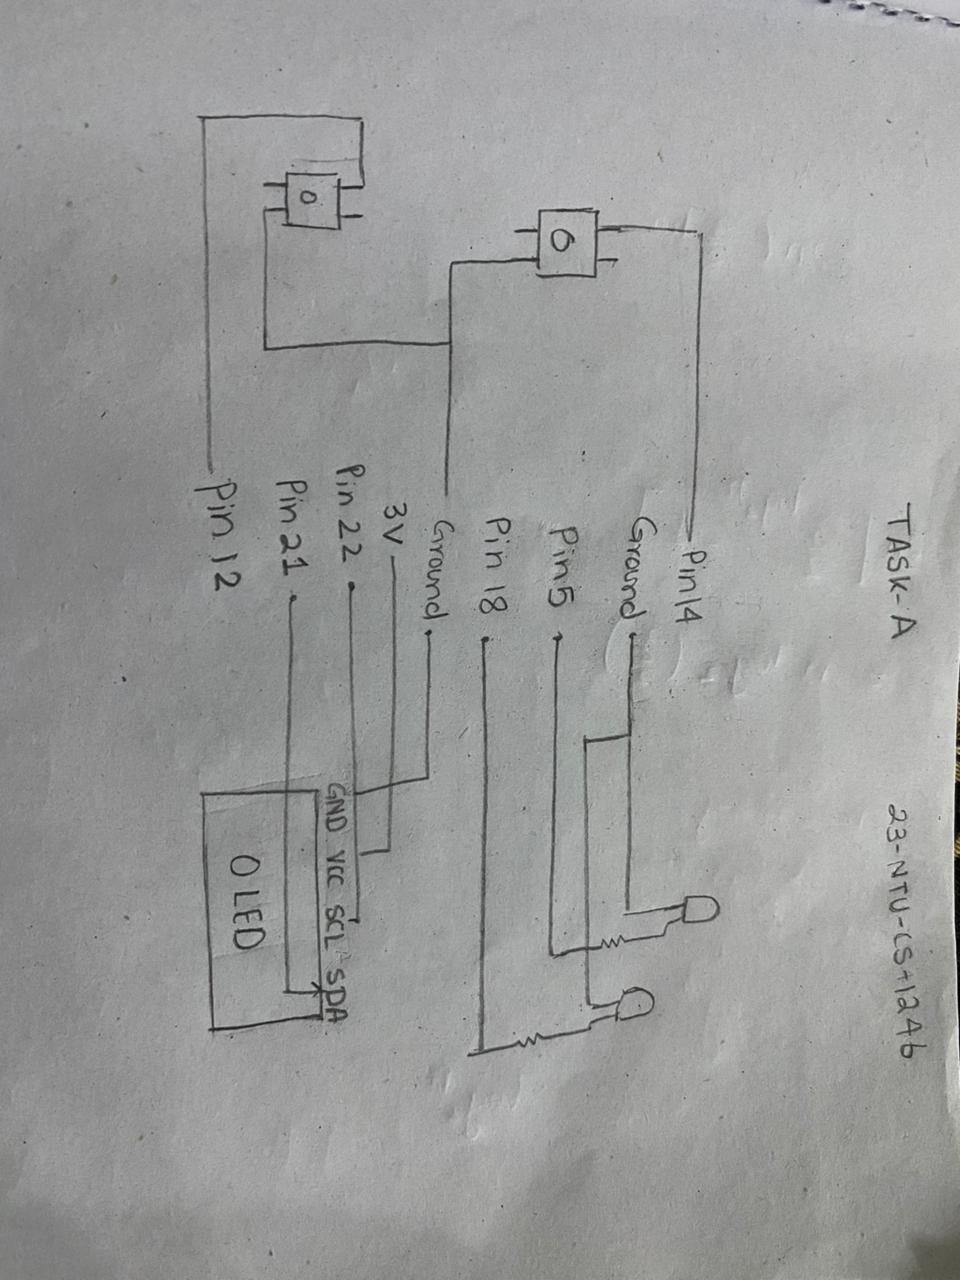 TASK-A
23-NTU-CS-1246
Pin14
Ground
Pin5
Pin 18
Ground
3V
Pin 22
Pin 21
Pin 12
GND VCC SCL SDA
OLED